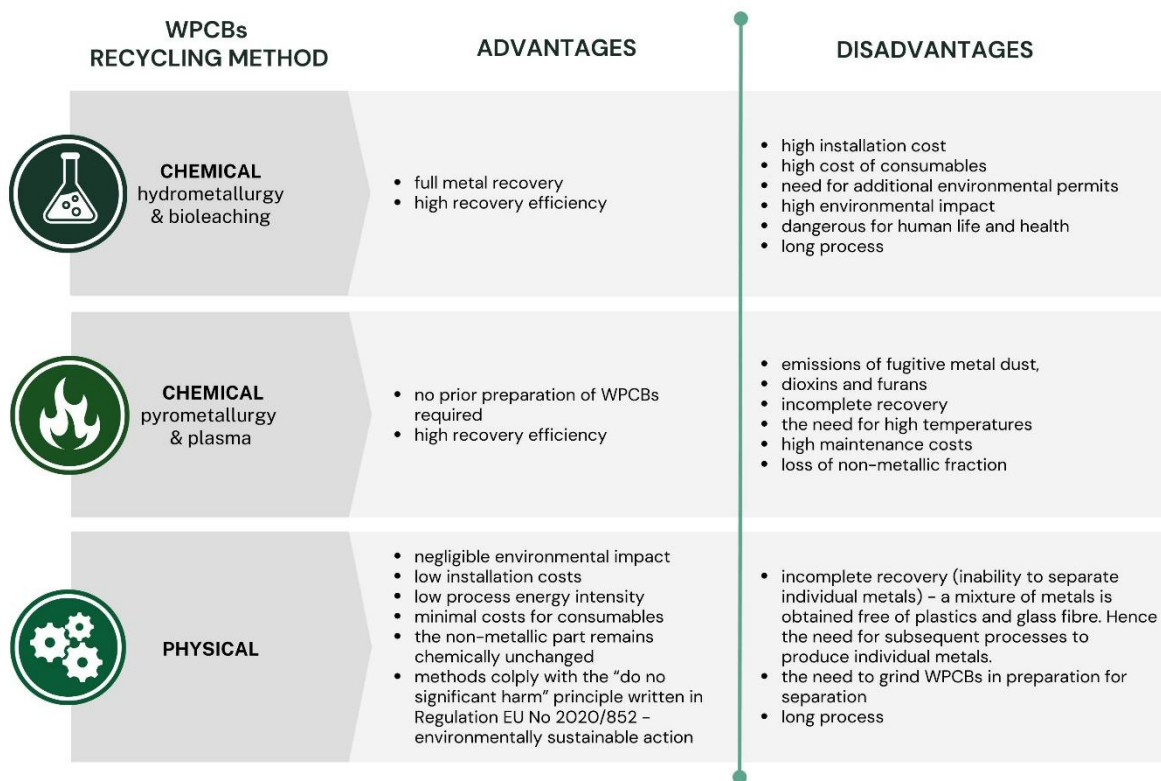 WPCBs
RECYCLING METHOD
ADVANTAGES
DISADVANTAGES
CHEMICAL
hydrometallurgy
& bioleaching
• full metal recovery
• high recovery efficiency
• high installation cost
• high cost of consumables
• need for additional environmental permits
• high environmental impact
• dangerous for human life and health
• long process
CHEMICAL
pyrometallurgy
& plasma
• no prior preparation of WPCBs
required
• high recovery efficiency
• emissions of fugitive metal dust,
• dioxins and furans
• incomplete recovery
• the need for high temperatures
• high maintenance costs
• loss of non-metallic fraction
PHYSICAL
• negligible environmental impact
• low installation costs
• low process energy intensity
• minimal costs for consumables
• the non-metallic part remains
chemically unchanged
• methods colply with the “do no
significant harm” principle written in
Regulation EU No 2020/852 -
environmentally sustainable action
• incomplete recovery (inability to separate
individual metals) - a mixture of metals is
obtained free of plastics and glass fibre. Hence
the need for subsequent processes to
produce individual metals.
• the need to grind WPCBs in preparation for
separation
• long process